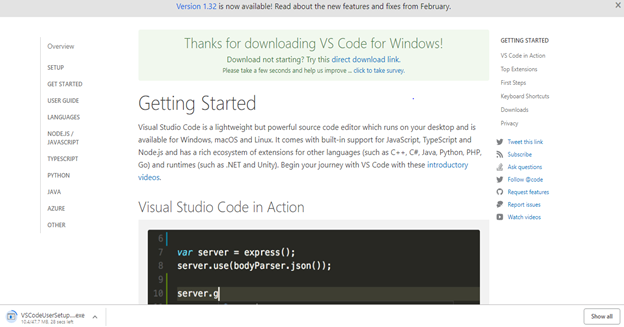 Version 1.32 is now available! Read about the new features and fixes from February.
Overview
SETUP
GET STARTED
USER GUIDE
LANGUAGES
NODE.JS /
JAVASCRIPT
TYPESCRIPT
PYTHON
JAVA
AZURE
OTHER
Thanks for downloading VS Code for Windows!
Download not starting? Try this direct download link.
Please take a few seconds and help us improve ... click to take survey.
Getting Started
Visual Studio Code is a lightweight but powerful source code editor which runs on your desktop and is
available for Windows, macOS and Linux. It comes with built-in support for JavaScript, TypeScript and
Node.js and has a rich ecosystem of extensions for other languages (such as C++, C#, Java, Python, PHP,
Go) and runtimes (such as .NET and Unity). Begin your journey with VS Code with these introductory
videos.
Visual Studio Code in Action
6
7 var server = express();
8 server.use(bodyParser.json());
9
10 server.g
GETTING STARTED
VS Code in Action
Top Extensions
First Steps
Keyboard Shortcuts
Downloads
Privacy
Tweet this link
Subscribe
Ask questions
Follow @code
Request features
Report issues
Watch videos
VSCodeUserSetup....exe
MB, 28 secs left
Show all